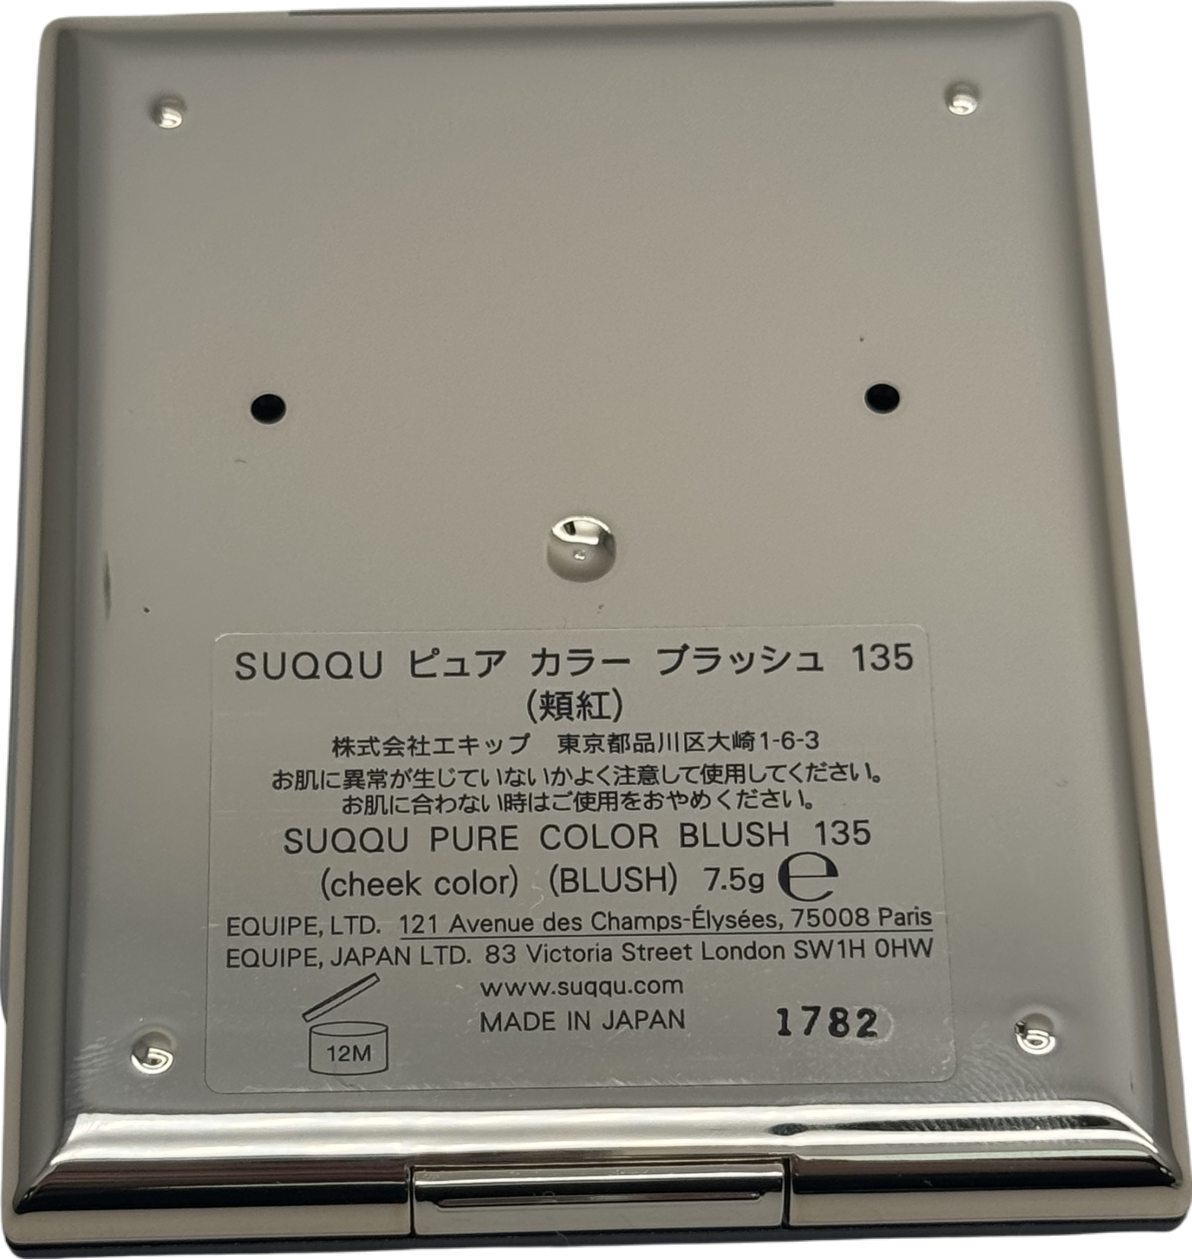 SUQQU ピュア カラー ブラッシュ 135
(頬紅)
株式会社エキップ 東京都品川区大崎1-6-3
お肌に異常が生じていないかよく注意して使用してください。
お肌に合わない時はご使用をおやめください。
SUQQU PURE COLOR BLUSH 135
(cheek color) (BLUSH) 7.5g ℮
EQUIPE, LTD. 121 Avenue des Champs-Élysées, 75008 Paris
EQUIPE, JAPAN LTD. 83 Victoria Street London SW1H 0HW
www.suqqu.com
MADE IN JAPAN 1782
12M